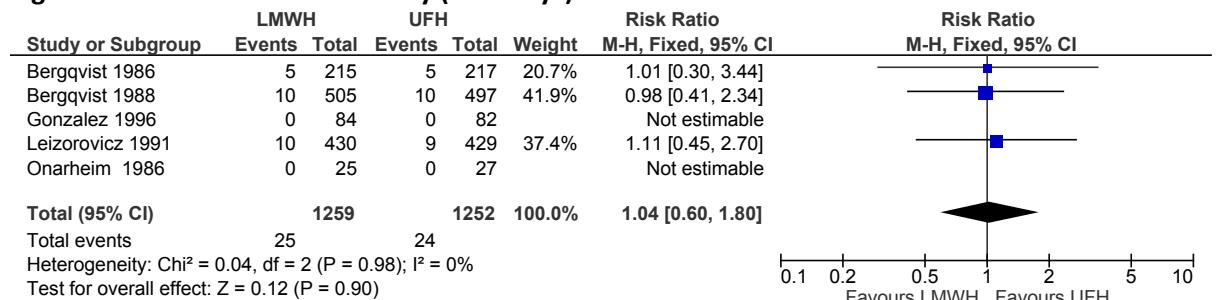 LMWH UFH Risk Ratio Risk Ratio
Study or Subgroup Events Total Events Total Weight M-H, Fixed, 95% CI M-H, Fixed, 95% CI
Bergqvist 1986 5 215 5 217 20.7% 1.01 [0.30, 3.44]
Bergqvist 1988 10 505 10 497 41.9% 0.98 [0.41, 2.34]
Gonzalez 1996 0 84 0 82 Not estimable
Leizorovicz 1991 10 430 9 429 37.4% 1.11 [0.45, 2.70]
Onarheim 1986 0 25 0 27 Not estimable
Total (95% CI) 1259 1252 100.0% 1.04 [0.60, 1.80]
Total events 25 24
Heterogeneity: Chi² = 0.04, df = 2 (P = 0.98); I² = 0%
Test for overall effect: Z = 0.12 (P = 0.90)
0.1 0.2 0.5 1 2 5 10
Favours LMWH Favours UFH